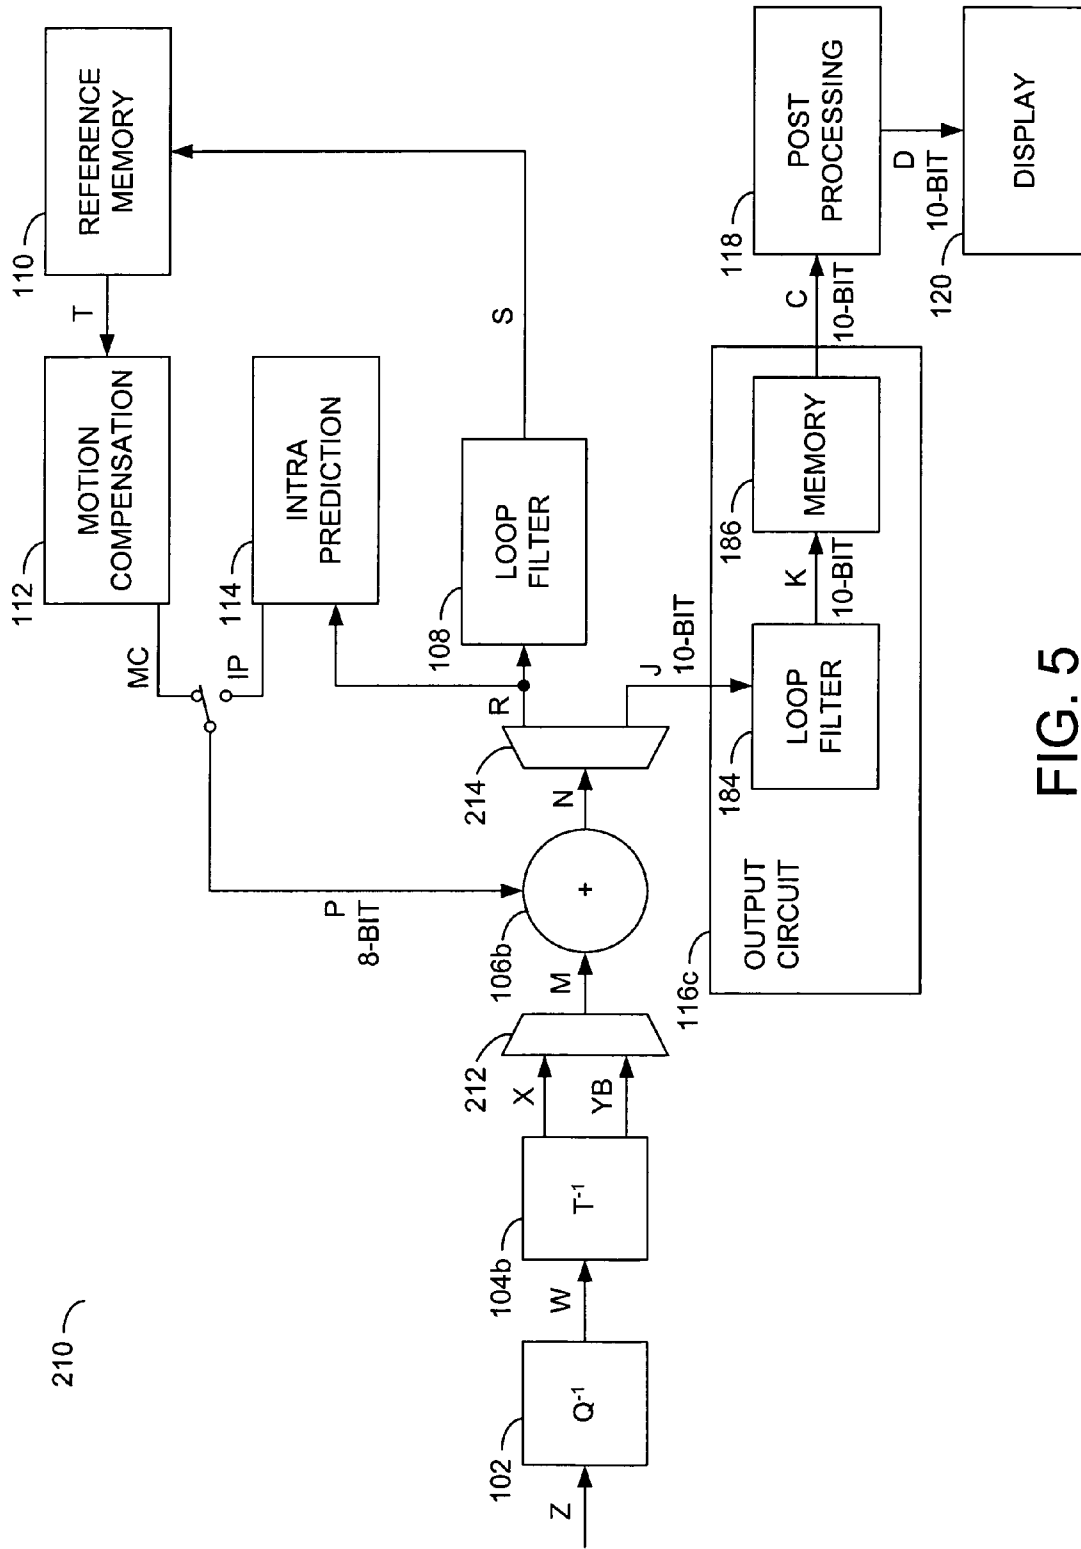 210
Z
102
Q-1
W
104b
T-1
X
YB
212
M
106b
+
P
8-BIT
N
214
R
J
10-BIT
MC
IP
112
MOTION
COMPENSATION
T
110
REFERENCE
MEMORY
114
INTRA
PREDICTION
108
LOOP
FILTER
S
116c
OUTPUT
CIRCUIT
184
LOOP
FILTER
K
10-BIT
186
MEMORY
C
10-BIT
118
POST
PROCESSING
D
10-BIT
120
DISPLAY
FIG. 5